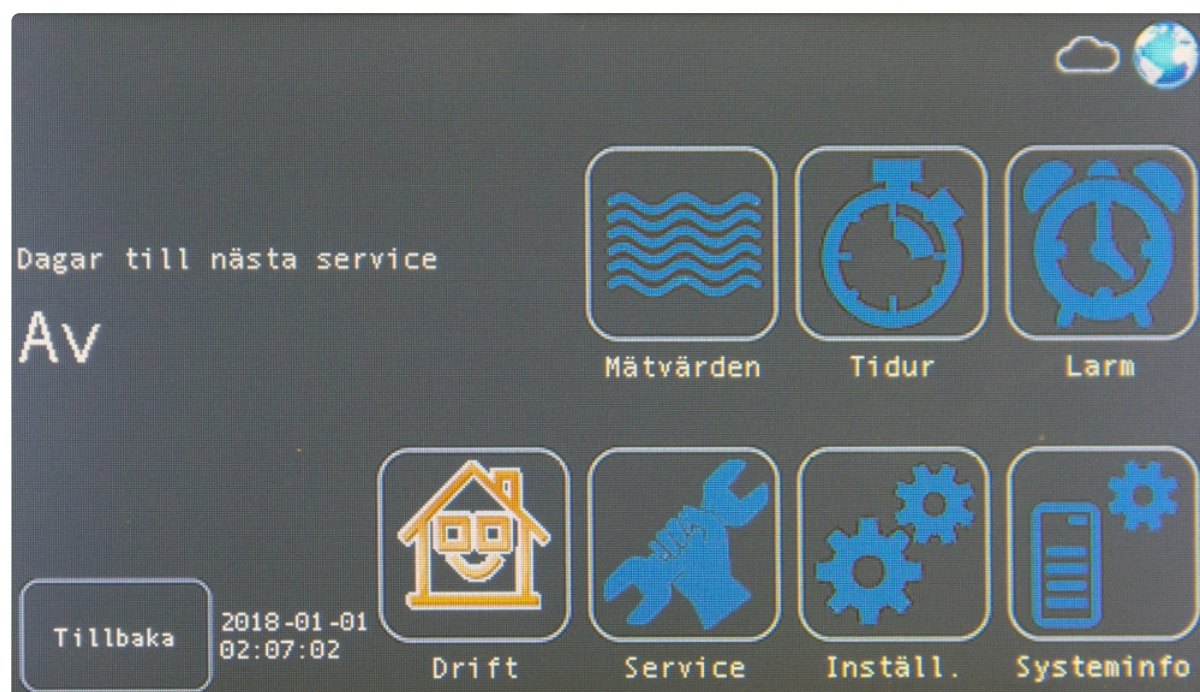 Dagar till nästa service
Av
Mätvärden
Tidur
Larm
Tillbaka
2018-01-01
02:07:02
Drift
Service
Inställ.
Systeminfo